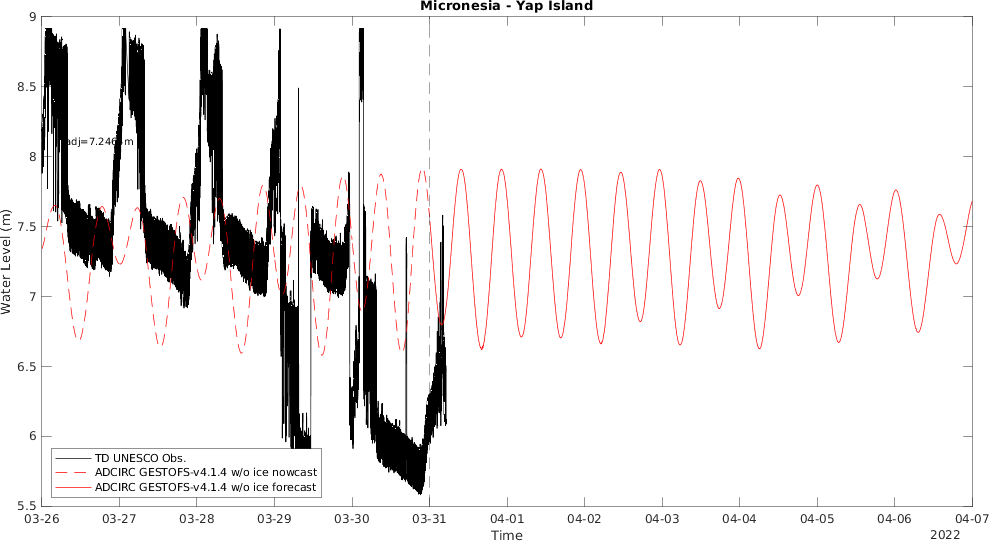 Micronesia - Yap Island
9
8.5
8
7.5
7
6.5
6
5.5
Water Level (m)
TD UNESCO Obs.
ADCIRC GESTOFS-v4.1.4 w/o ice nowcast
ADCIRC GESTOFS-v4.1.4 w/o ice forecast
03-26 03-27 03-28 03-29 03-30 03-31 04-01 04-02 04-03 04-04 04-05 04-06 04-07
Time
2022